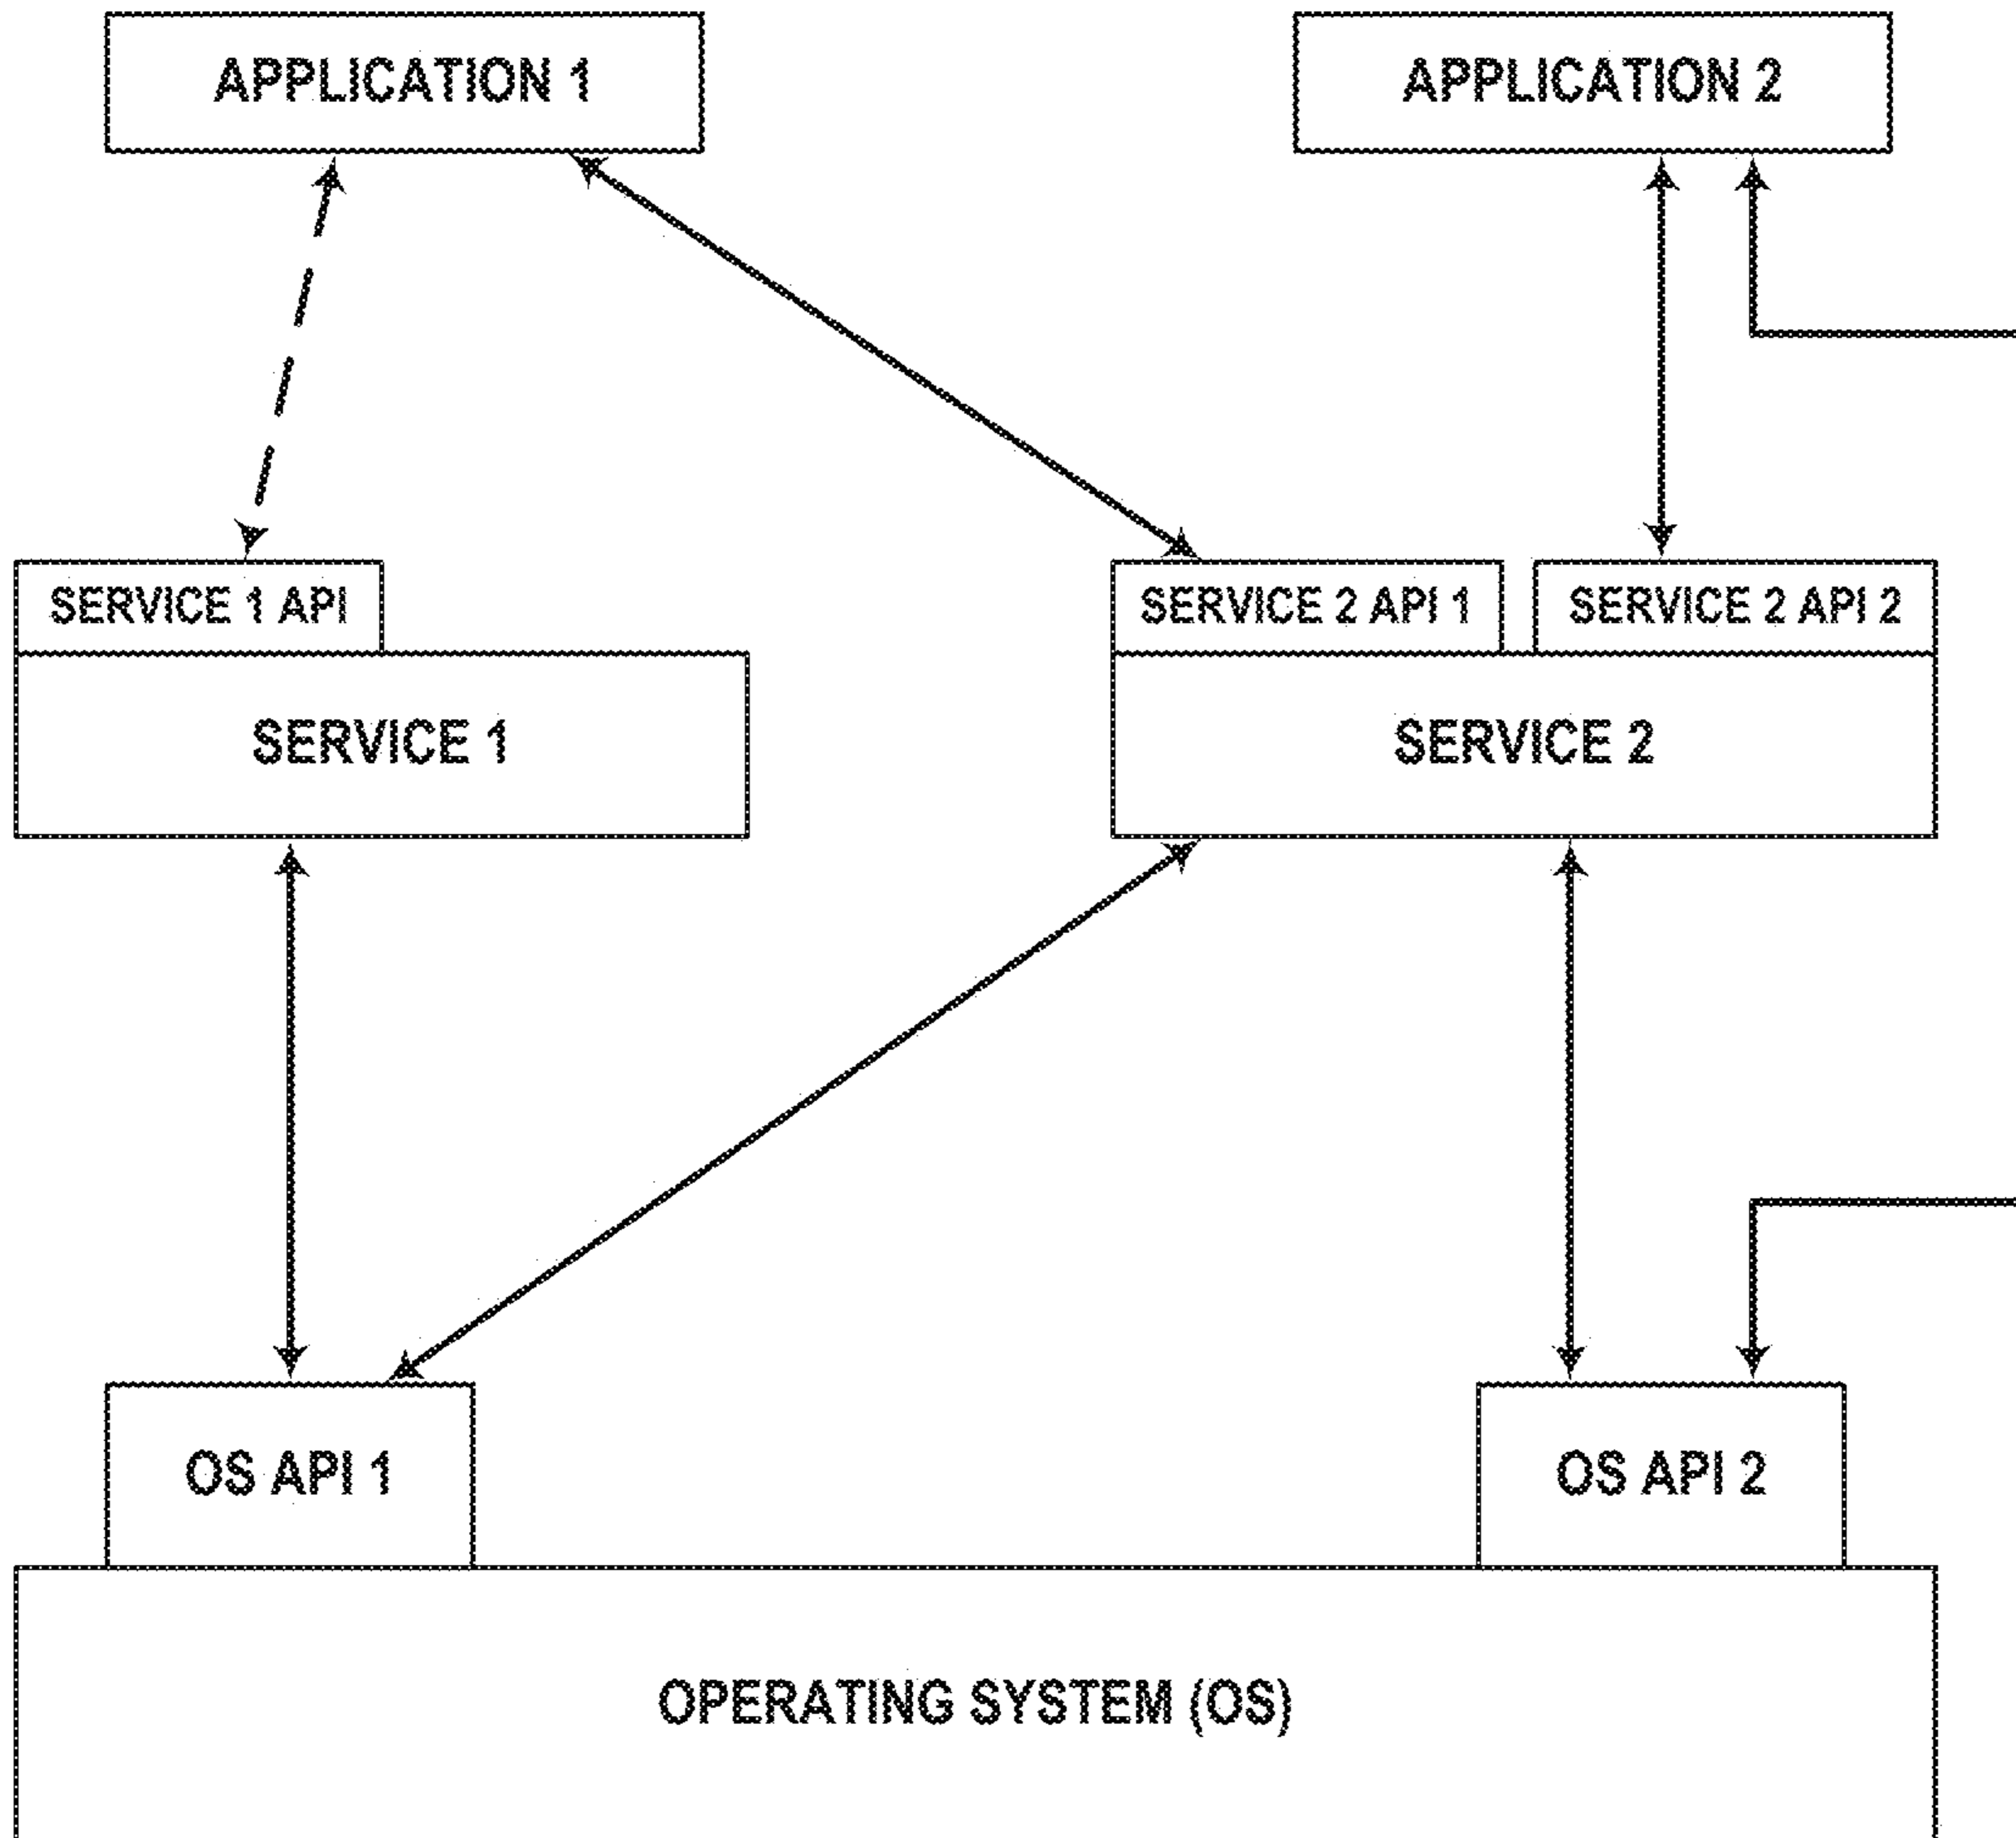 APPLICATION 1
APPLICATION 2
SERVICE 1 API
SERVICE 2 API 1
SERVICE 2 API 2
SERVICE 1
SERVICE 2
OS API 1
OS API 2
OPERATING SYSTEM (OS)